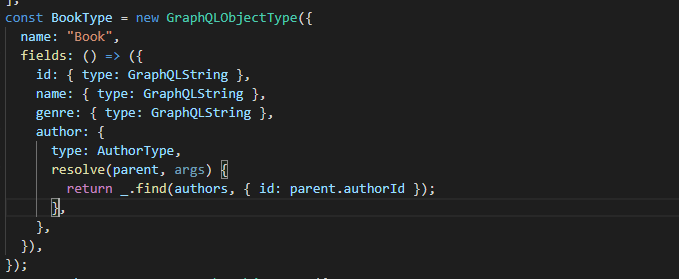 ];
const BookType = new GraphQLObjectType({
  name: "Book",
  fields: () => ({
    id: { type: GraphQLString },
    name: { type: GraphQLString },
    genre: { type: GraphQLString },
    author: {
      type: AuthorType,
      resolve(parent, args) {
        return _.find(authors, { id: parent.authorId });
      },
    },
  }),
});